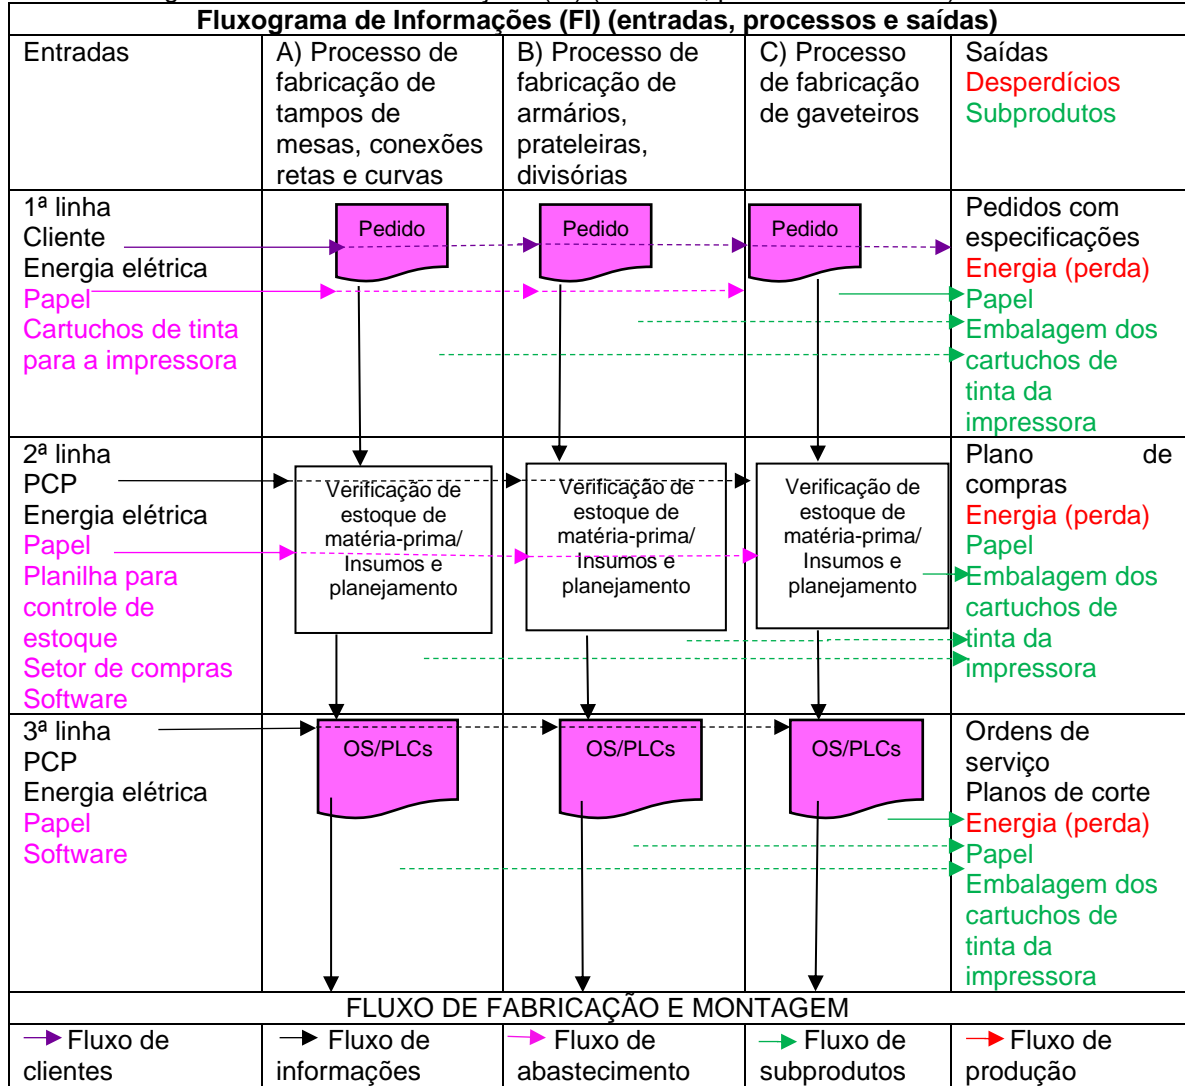 Fluxograma de Informações (FI) (entradas, processos e saídas)
Entradas
A) Processo de
fabricação de
tampos de
mesas, conexões
retas e curvas
B) Processo de
fabricação de
armários,
prateleiras,
divisórias
C) Processo
de fabricação
de gaveteiros
Saídas
Desperdícios
Subprodutos
1ª linha
Cliente
Energia elétrica
Papel
Cartuchos de tinta
para a impressora
Pedido
Pedido
Pedido
Pedidos com
especificações
Energia (perda)
Papel
Embalagem dos
cartuchos de
tinta da
impressora
2ª linha
PCP
Energia elétrica
Papel
Planilha para
controle de
estoque
Setor de compras
Software
Verificação de
estoque de
matéria-prima/
Insumos e
planejamento
Verificação de
estoque de
matéria-prima/
Insumos e
planejamento
Verificação de
estoque de
matéria-prima/
Insumos e
planejamento
Plano de
compras
Energia (perda)
Papel
Embalagem dos
cartuchos de
tinta da
impressora
3ª linha
PCP
Energia elétrica
Papel
Software
OS/PLCs
OS/PLCs
OS/PLCs
Ordens de
serviço
Planos de corte
Energia (perda)
Papel
Embalagem dos
cartuchos de
tinta da
impressora
FLUXO DE FABRICAÇÃO E MONTAGEM
Fluxo de
clientes
Fluxo de
informações
Fluxo de
abastecimento
Fluxo de
subprodutos
Fluxo de
produção